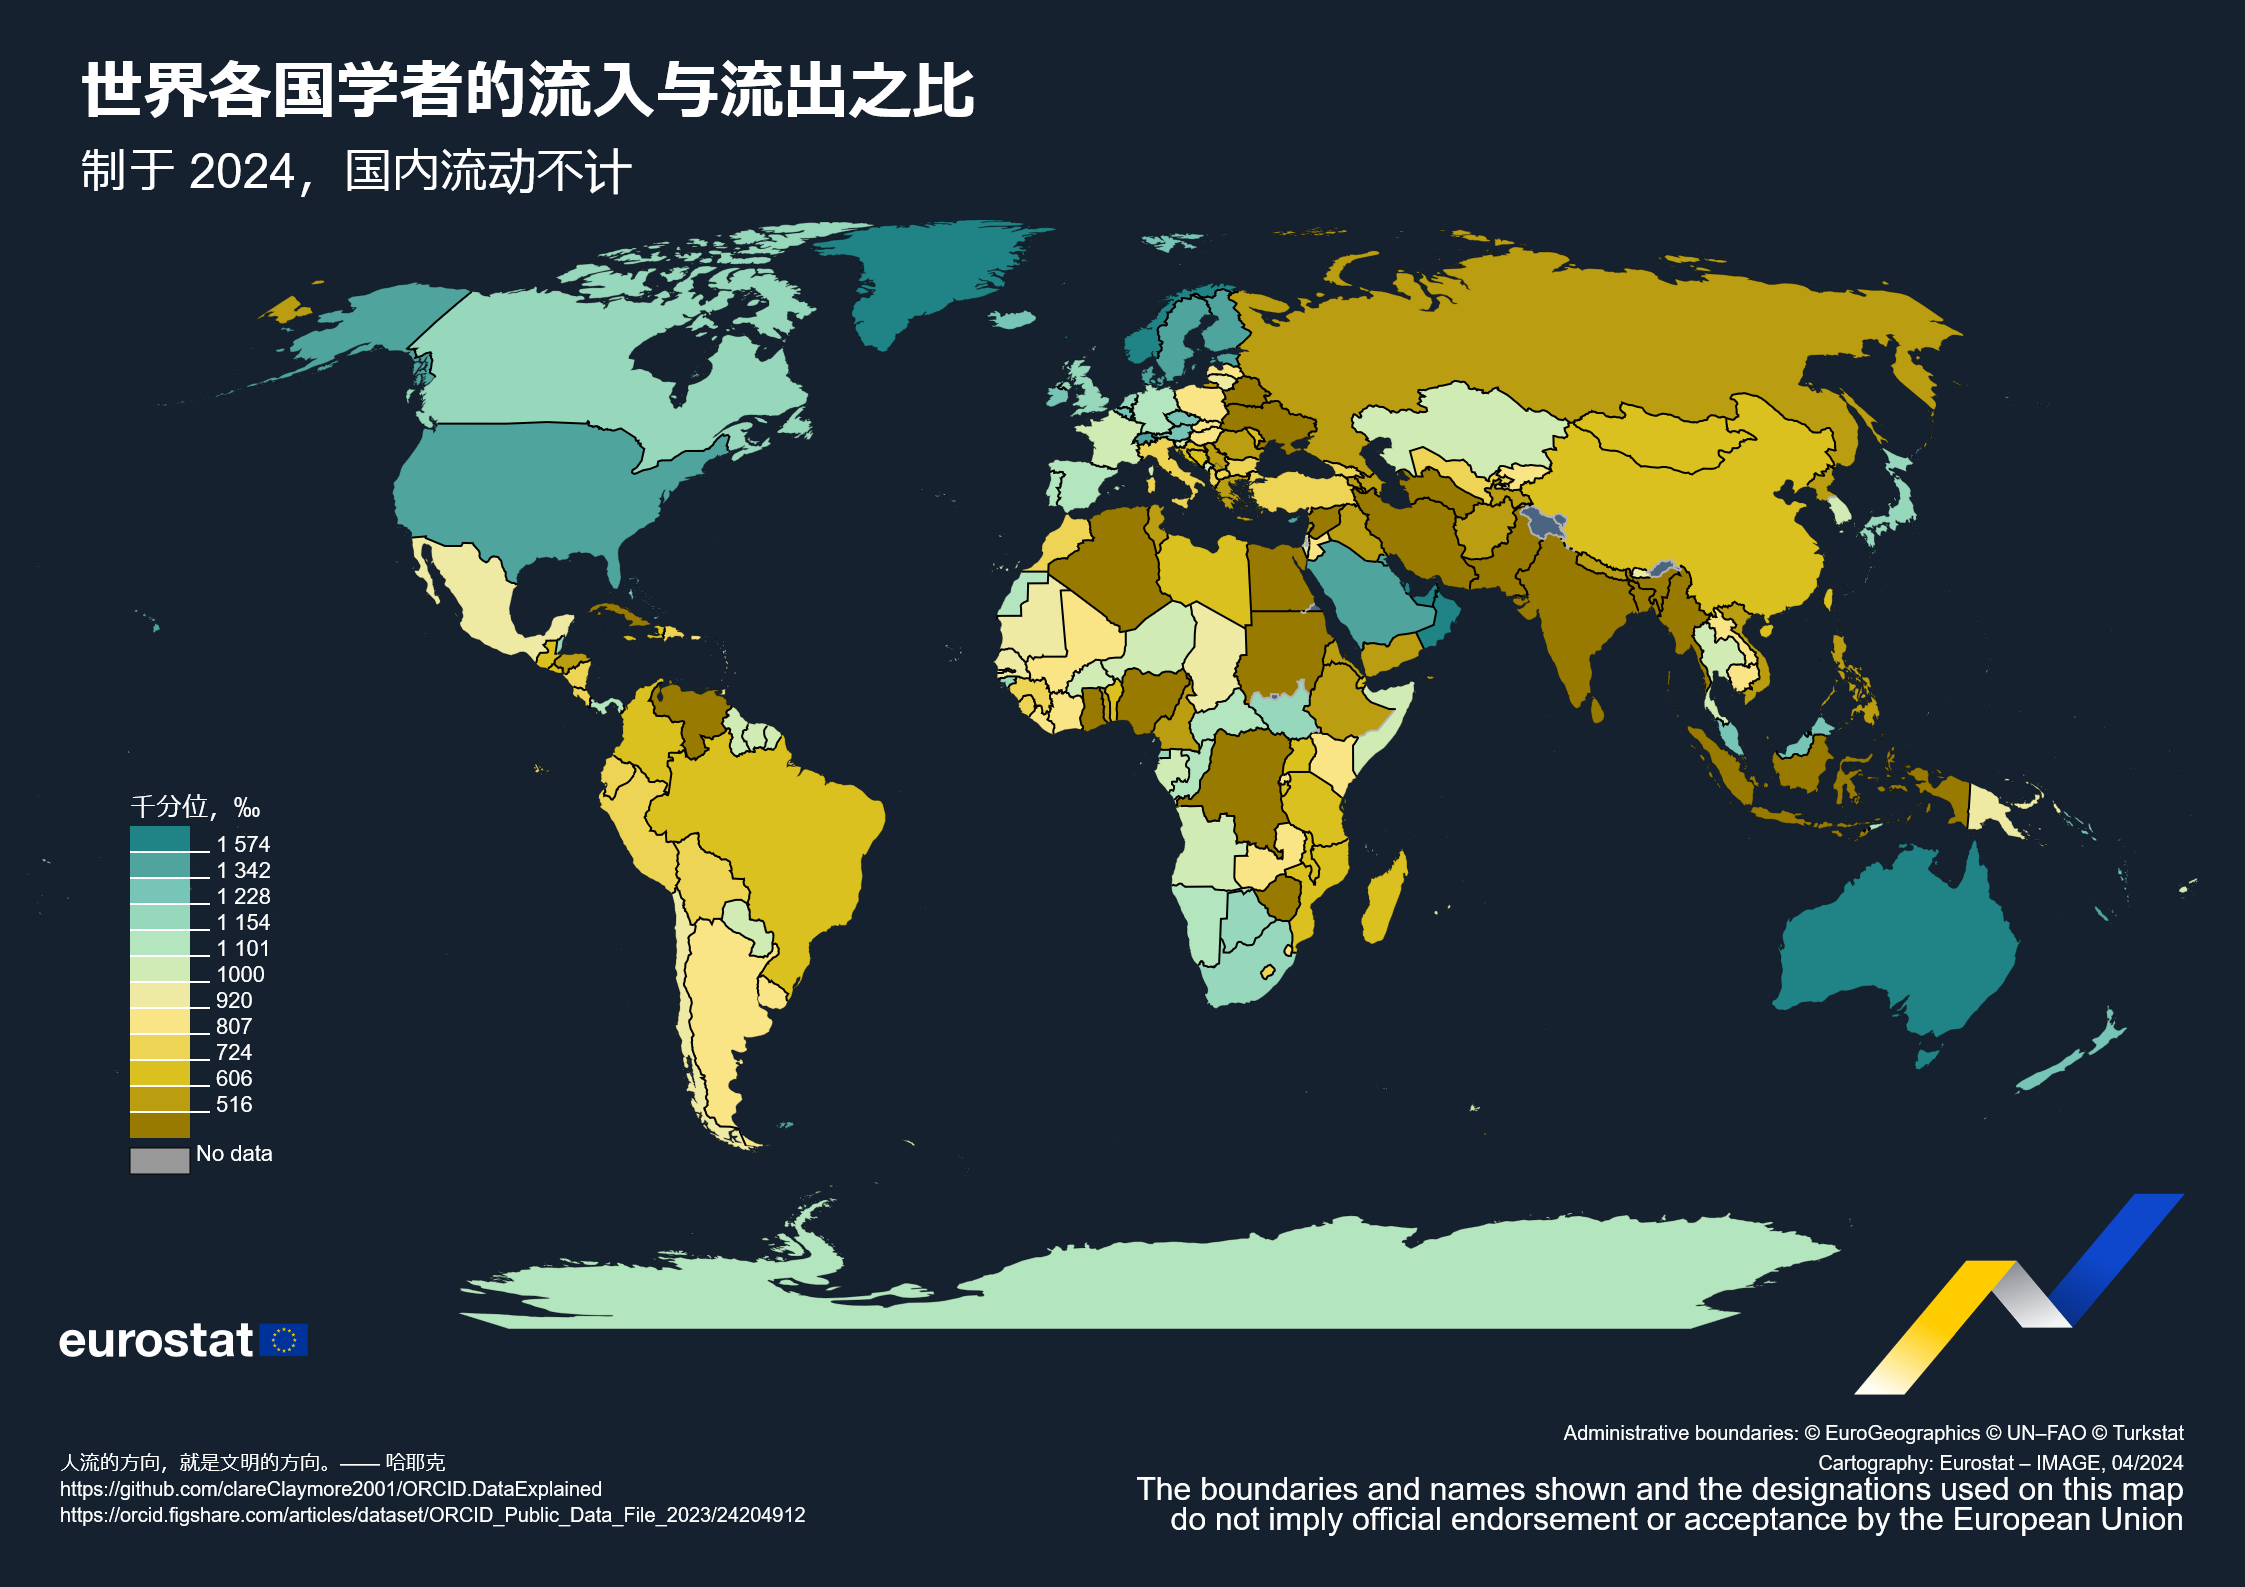 世界各国学者的流入与流出之比
制于 2024，国内流动不计
千分位，‰
1 574
1 342
1 228
1 154
1 101
1000
920
807
724
606
516
No data
eurostat
人流的方向，就是文明的方向。—— 哈耶克
https://github.com/clareClaymore2001/ORCID.DataExplained
https://orcid.figshare.com/articles/dataset/ORCID_Public_Data_File_2023/24204912
Administrative boundaries: © EuroGeographics © UN–FAO © Turkstat
Cartography: Eurostat – IMAGE, 04/2024
The boundaries and names shown and the designations used on this map
do not imply official endorsement or acceptance by the European Union